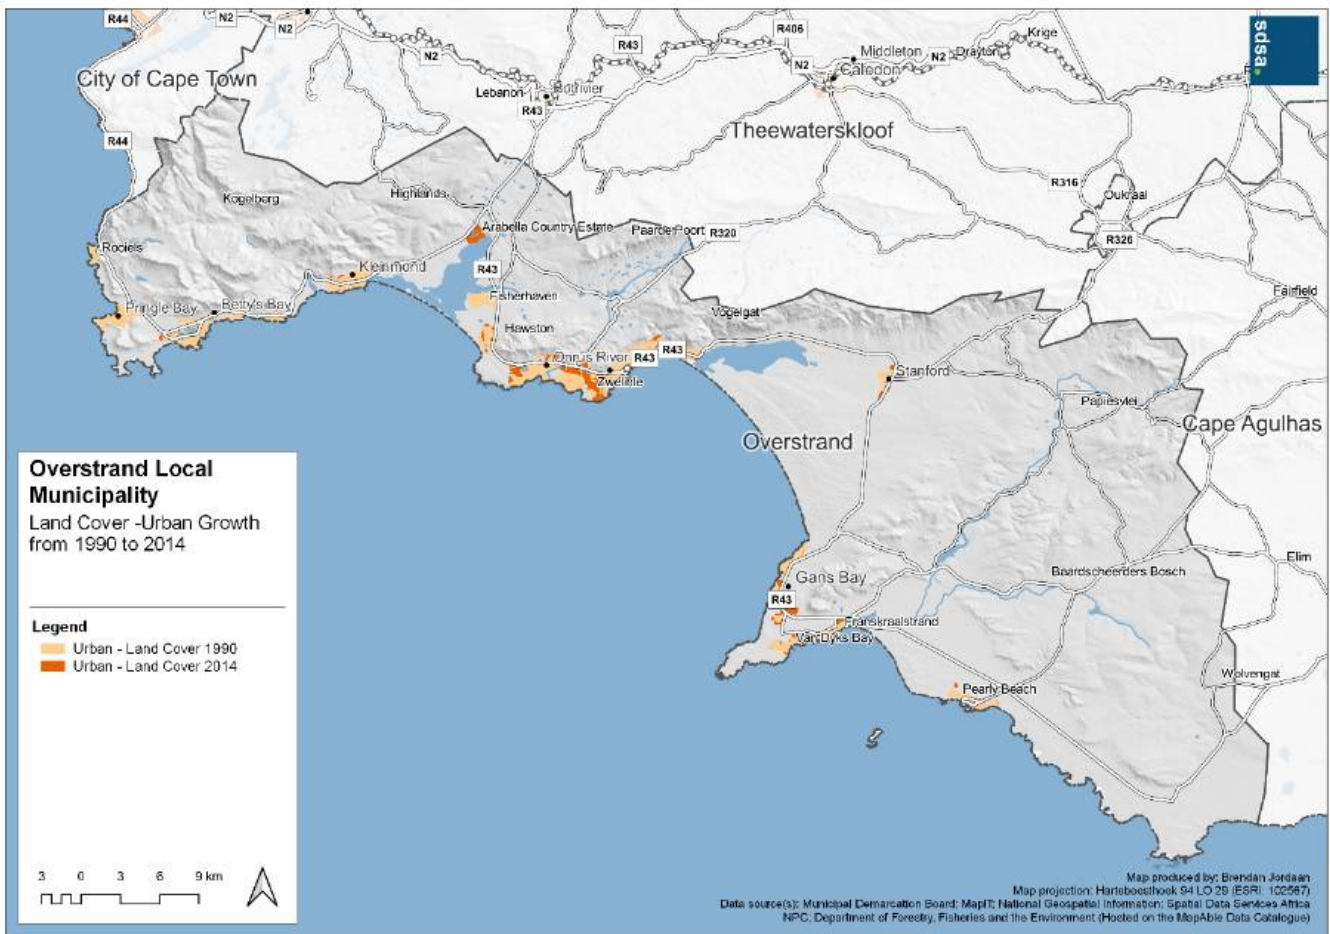 R44
N2
N2
N2
R43
R406
Krige
Middleton
N2
Drayton
N2
Caledon
sdsa
City of Cape Town
Lebanon
Botrivier
R43
R44
Theewaterskloof
R316
Oukraal
Kogelberg
Highlands
Arabella Country Estate
Paarde Poort
R320
R326
Rooiels
Kleinmond
R43
Fisherhaven
Fairfield
Pringle Bay
Betty's Bay
Vogelgat
Hawston
Onrus River
R43
R43
Zwelihle
Stanford
Papiesvlei
Cape Agulhas
Overstrand
Overstrand Local
Municipality
Land Cover -Urban Growth
from 1990 to 2014
Elim
Gans Bay
Baardscheerders Bosch
R43
Franskraalstrand
Van Dyks Bay
Legend
Urban - Land Cover 1990
Urban - Land Cover 2014
Pearly Beach
Wolvengat
3 0 3 6 9 km
Map produced by: Brendan Jordaan
Map projection: Hartebeesthoek 94 LO 29 (ESRI: 102567)
Data source(s): Municipal Demarcation Board; MapIT; National Geospatial Information; Spatial Data Services Africa
NPC; Department of Forestry, Fisheries and the Environment (Hosted on the MapAble Data Catalogue)